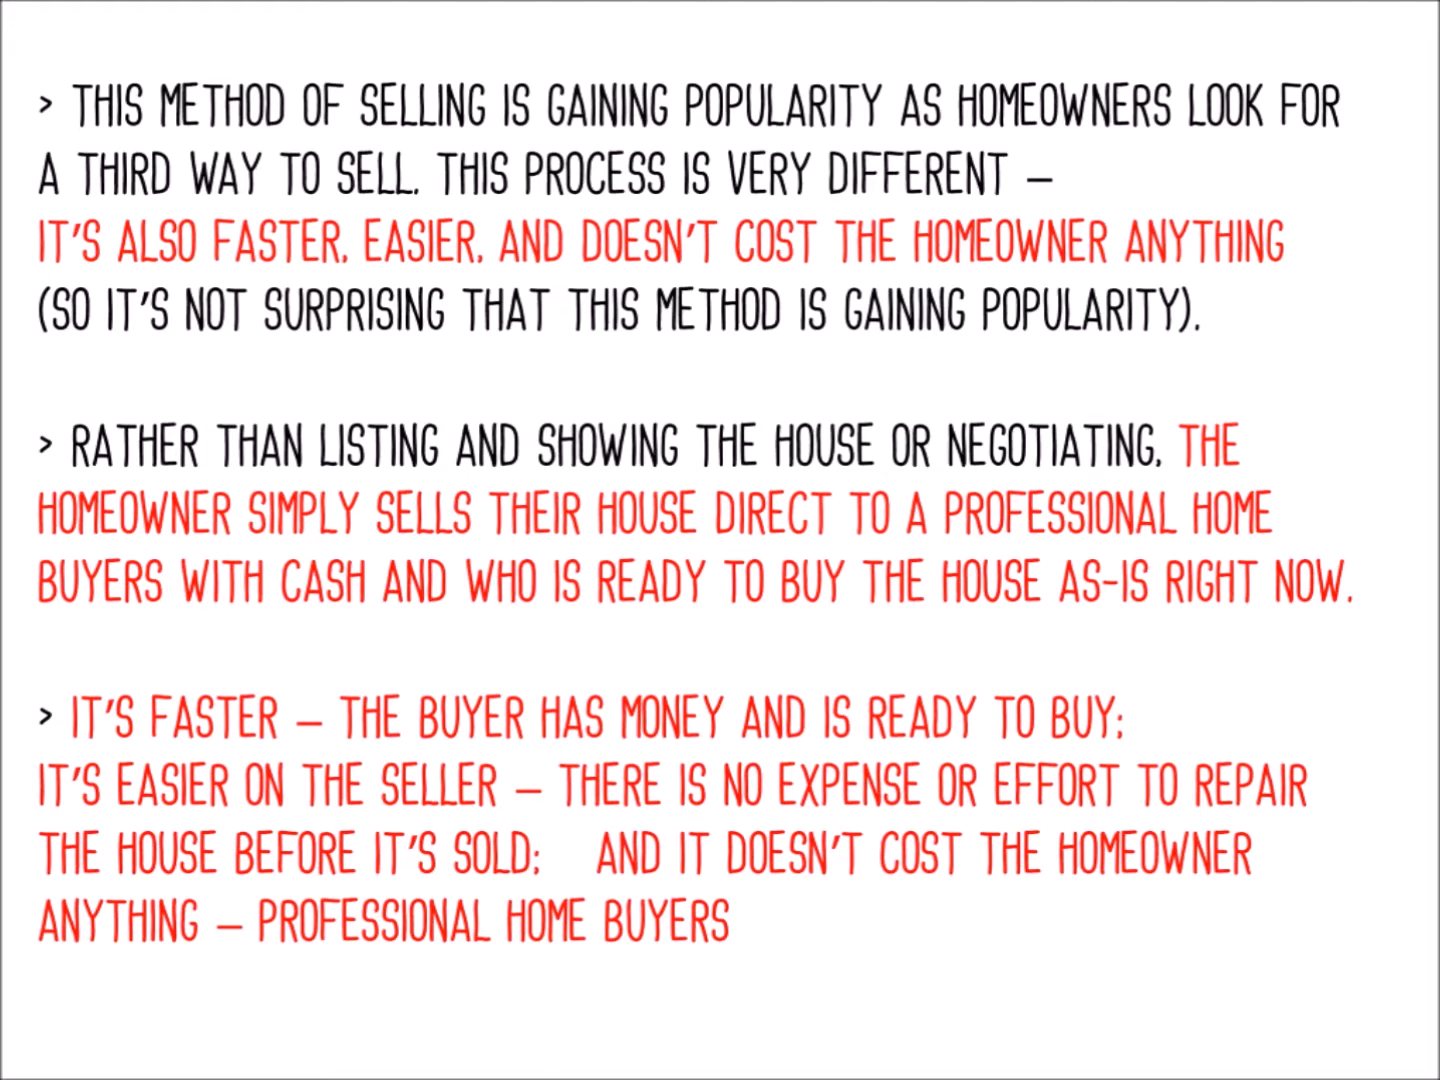 > THIS METHOD OF SELLING IS GAINING POPULARITY AS HOMEOWNERS LOOK FOR
A THIRD WAY TO SELL. THIS PROCESS IS VERY DIFFERENT –
IT'S ALSO FASTER, EASIER, AND DOESN'T COST THE HOMEOWNER ANYTHING
(SO IT'S NOT SURPRISING THAT THIS METHOD IS GAINING POPULARITY).
> RATHER THAN LISTING AND SHOWING THE HOUSE OR NEGOTIATING, THE
HOMEOWNER SIMPLY SELLS THEIR HOUSE DIRECT TO A PROFESSIONAL HOME
BUYERS WITH CASH AND WHO IS READY TO BUY THE HOUSE AS-IS RIGHT NOW.
> IT'S FASTER – THE BUYER HAS MONEY AND IS READY TO BUY;
IT'S EASIER ON THE SELLER – THERE IS NO EXPENSE OR EFFORT TO REPAIR
THE HOUSE BEFORE IT'S SOLD; AND IT DOESN'T COST THE HOMEOWNER
ANYTHING – PROFESSIONAL HOME BUYERS